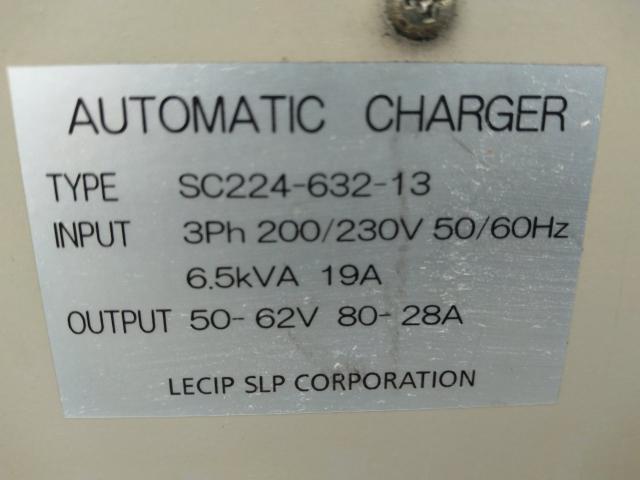 AUTOMATIC CHARGER
TYPE SC224-632-13
INPUT 3Ph 200/230V 50/60Hz
6.5kVA 19A
OUTPUT 50-62V 80-28A
LECIP SLP CORPORATION